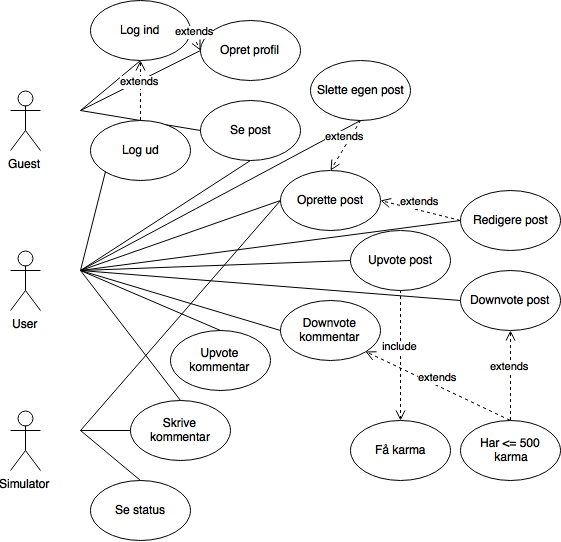 Log ind
extends
Opret profil
extends
Slette egen post
Guest
Log ud
Se post
extends
Oprette post
extends
Redigere post
User
Upvote post
Downvote post
Downvote
kommentar
include
Upvote
kommentar
extends
extends
Simulator
Skrive
kommentar
Få karma
Har <= 500
karma
Se status